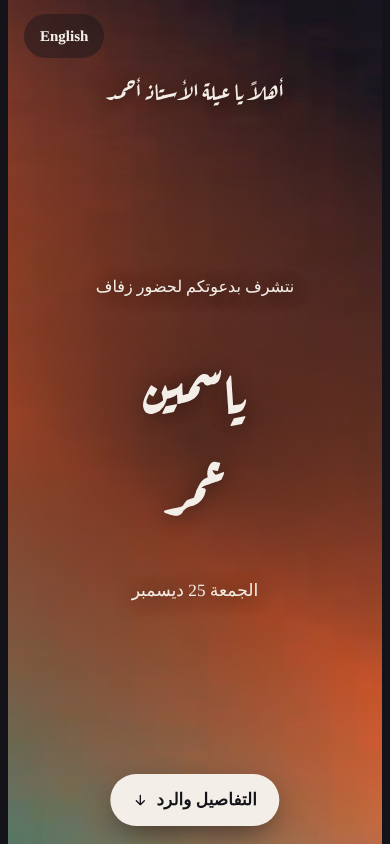 English
أهلاً يا عيلة الأستاذ أحمد
نتشرف بدعوتكم لحضور زفاف
ياسمين
عمر
الجمعة 25 ديسمبر
التفاصيل والرد ↓